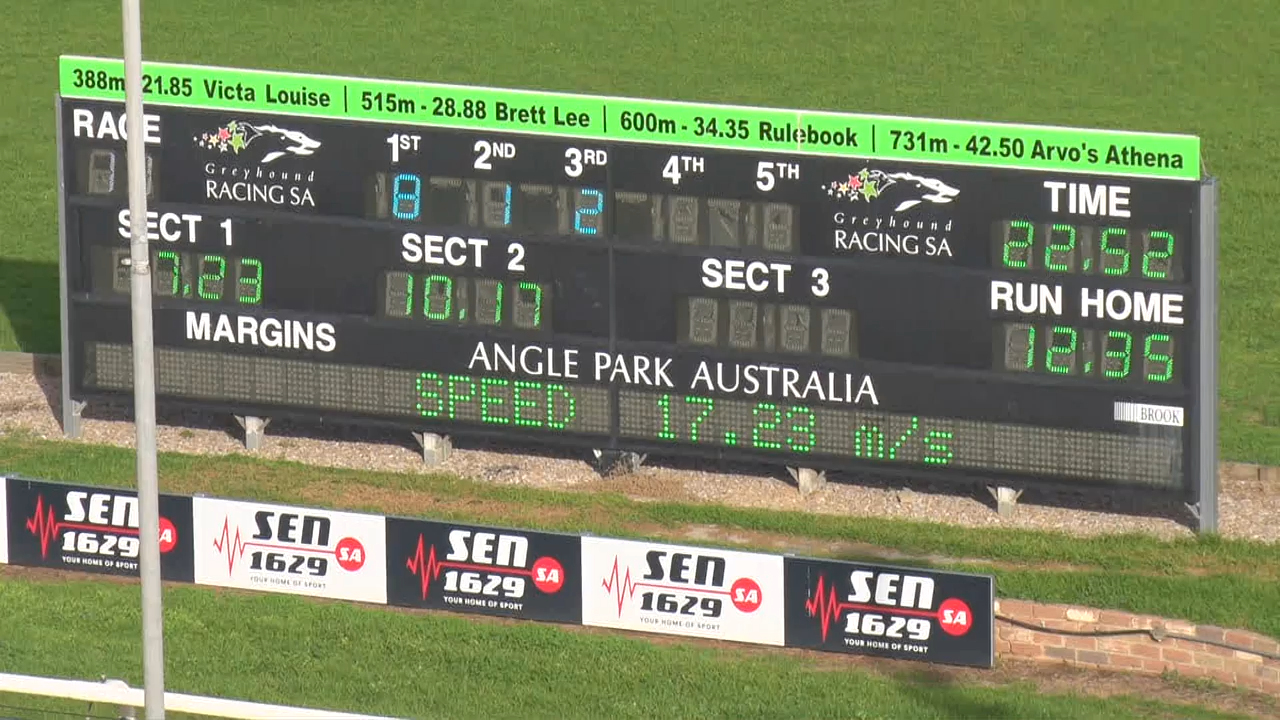 388m 21.85 Victa Louise | 515m - 28.88 Brett Lee | 600m - 34.35 Rulebook | 731m - 42.50 Arvo's Athena
RACE
Greyhound
RACING SA
1ST 2ND 3RD 4TH 5TH
8 1 2
Greyhound
RACING SA
TIME
22.52
SECT 1
7.23
SECT 2
10.17
SECT 3
RUN HOME
12.35
MARGINS
ANGLE PARK AUSTRALIA
SPEED 17.23 m/s
BROOK
SEN
1629 SA
YOUR HOME OF SPORT
SEN
1629 SA
YOUR HOME OF SPORT
SEN
1629 SA
YOUR HOME OF SPORT
SEN
1629 SA
YOUR HOME OF SPORT
SEN
1629 SA
YOUR HOME OF SPORT